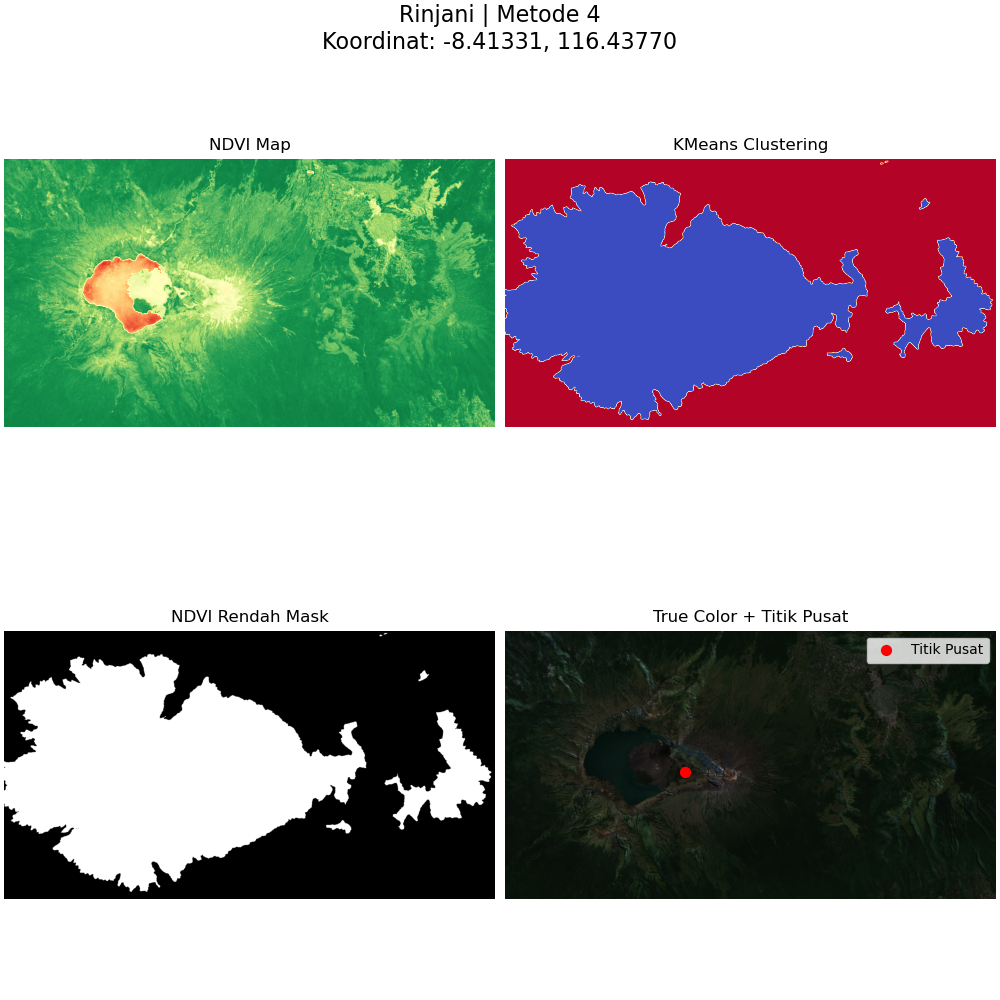 Rinjani | Metode 4
Koordinat: -8.41331, 116.43770
NDVI Map
KMeans Clustering
NDVI Rendah Mask
True Color + Titik Pusat
Titik Pusat